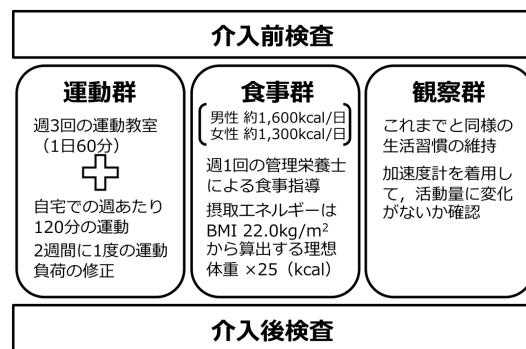 介入前検査
運動群
週3回の運動教室
（1日60分）
自宅での週あたり
120分の運動
2週間に1度の運動
負荷の修正
食事群
男性 約1,600kcal/日
女性 約1,300kcal/日
週1回の管理栄養士
による食事指導
摂取エネルギーは
BMI 22.0kg/m²
から算出する理想
体重 ×25（kcal）
観察群
これまでと同様の
生活習慣の維持
加速度計を着用し
て，活動量に変化
がないか確認
介入後検査